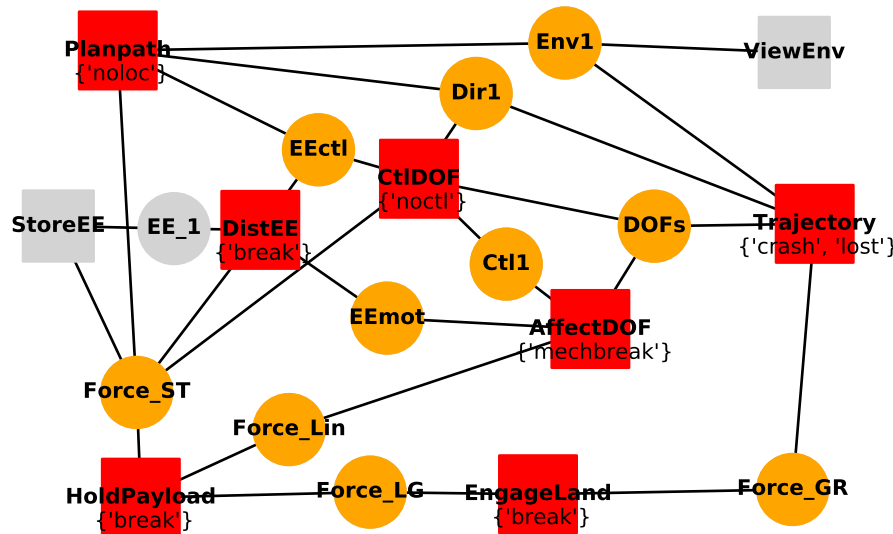 Planpath
{'noloc'}
Env1
ViewEnv
Dir1
EEctl
CtlDOF
{'noctl'}
StoreEE
EE_1
DistEE
{'break'}
DOFs
Trajectory
{'crash', 'lost'}
Ctl1
EEmot
AffectDOF
{'mechbreak'}
Force_ST
Force_Lin
HoldPayload
{'break'}
Force_LG
EngageLand
{'break'}
Force_GR